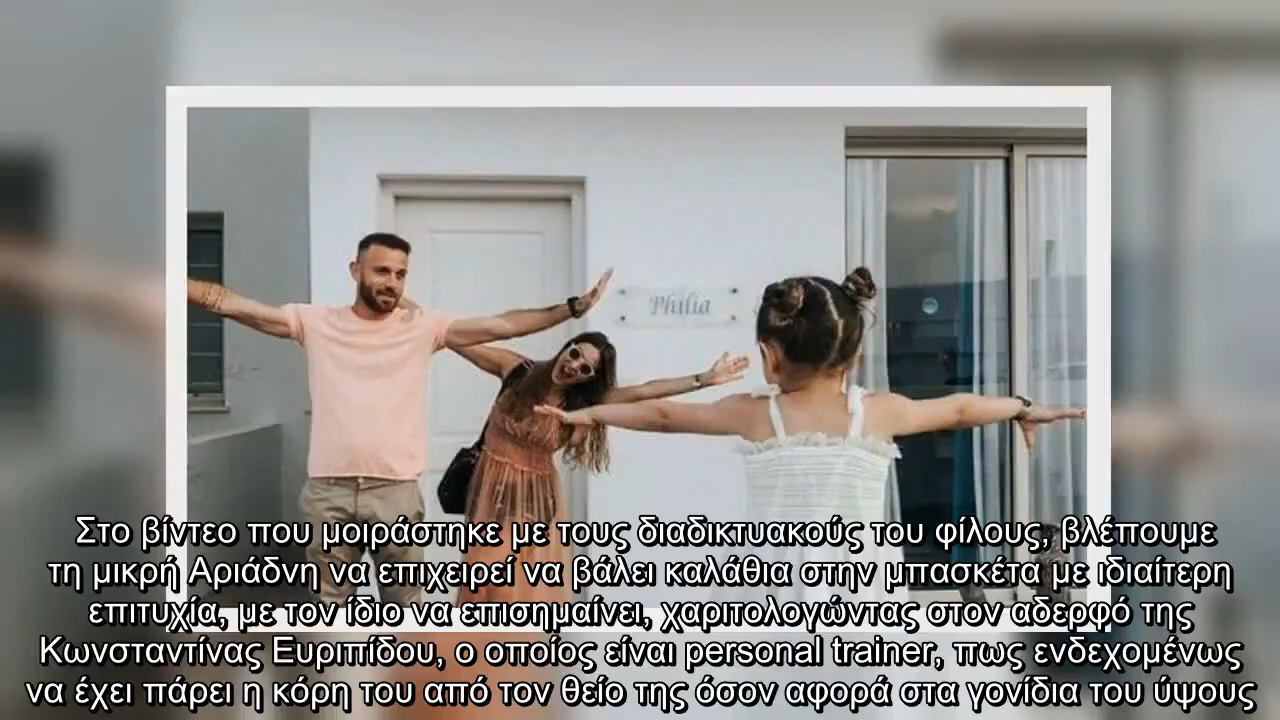 Philia
Στο βίντεο που μοιράστηκε με τους διαδικτυακούς του φίλους, βλέπουμε
τη μικρή Αριάδνη να επιχειρεί να βάλει καλάθια στην μπασκέτα με ιδιαίτερη
επιτυχία, με τον ίδιο να επισημαίνει, χαριτολογώντας στον αδερφό της
Κωνσταντίνας Ευριπίδου, ο οποίος είναι personal trainer, πως ενδεχομένως
να έχει πάρει η κόρη του από τον θείο της όσον αφορά στα γονίδια του ύψους